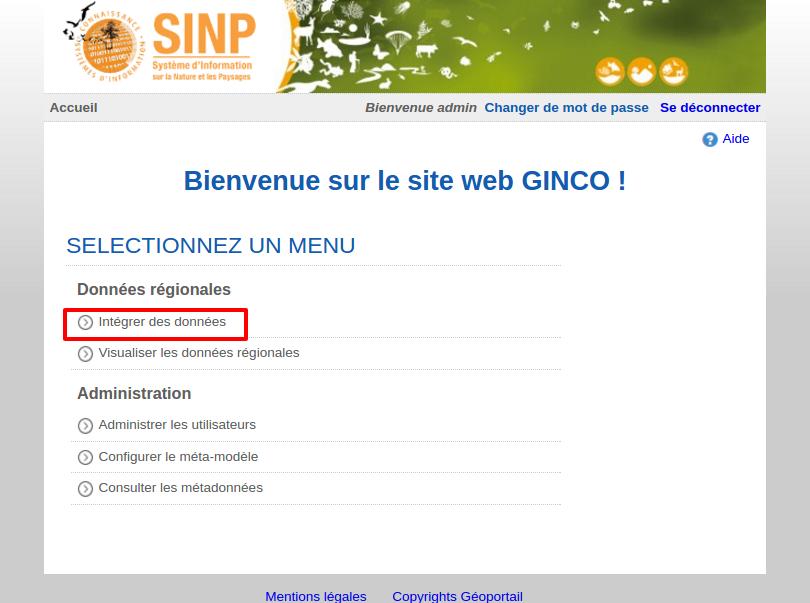 CONNAISSANCE
SYSTÈMES D'INFORMATION
SINP
Système d'Information
sur la Nature et les Paysages
Accueil
Bienvenue admin Changer de mot de passe Se déconnecter
? Aide
Bienvenue sur le site web GINCO !
SELECTIONNEZ UN MENU
Données régionales
Intégrer des données
Visualiser les données régionales
Administration
Administrer les utilisateurs
Configurer le méta-modèle
Consulter les métadonnées
Mentions légales Copyrights Géoportail